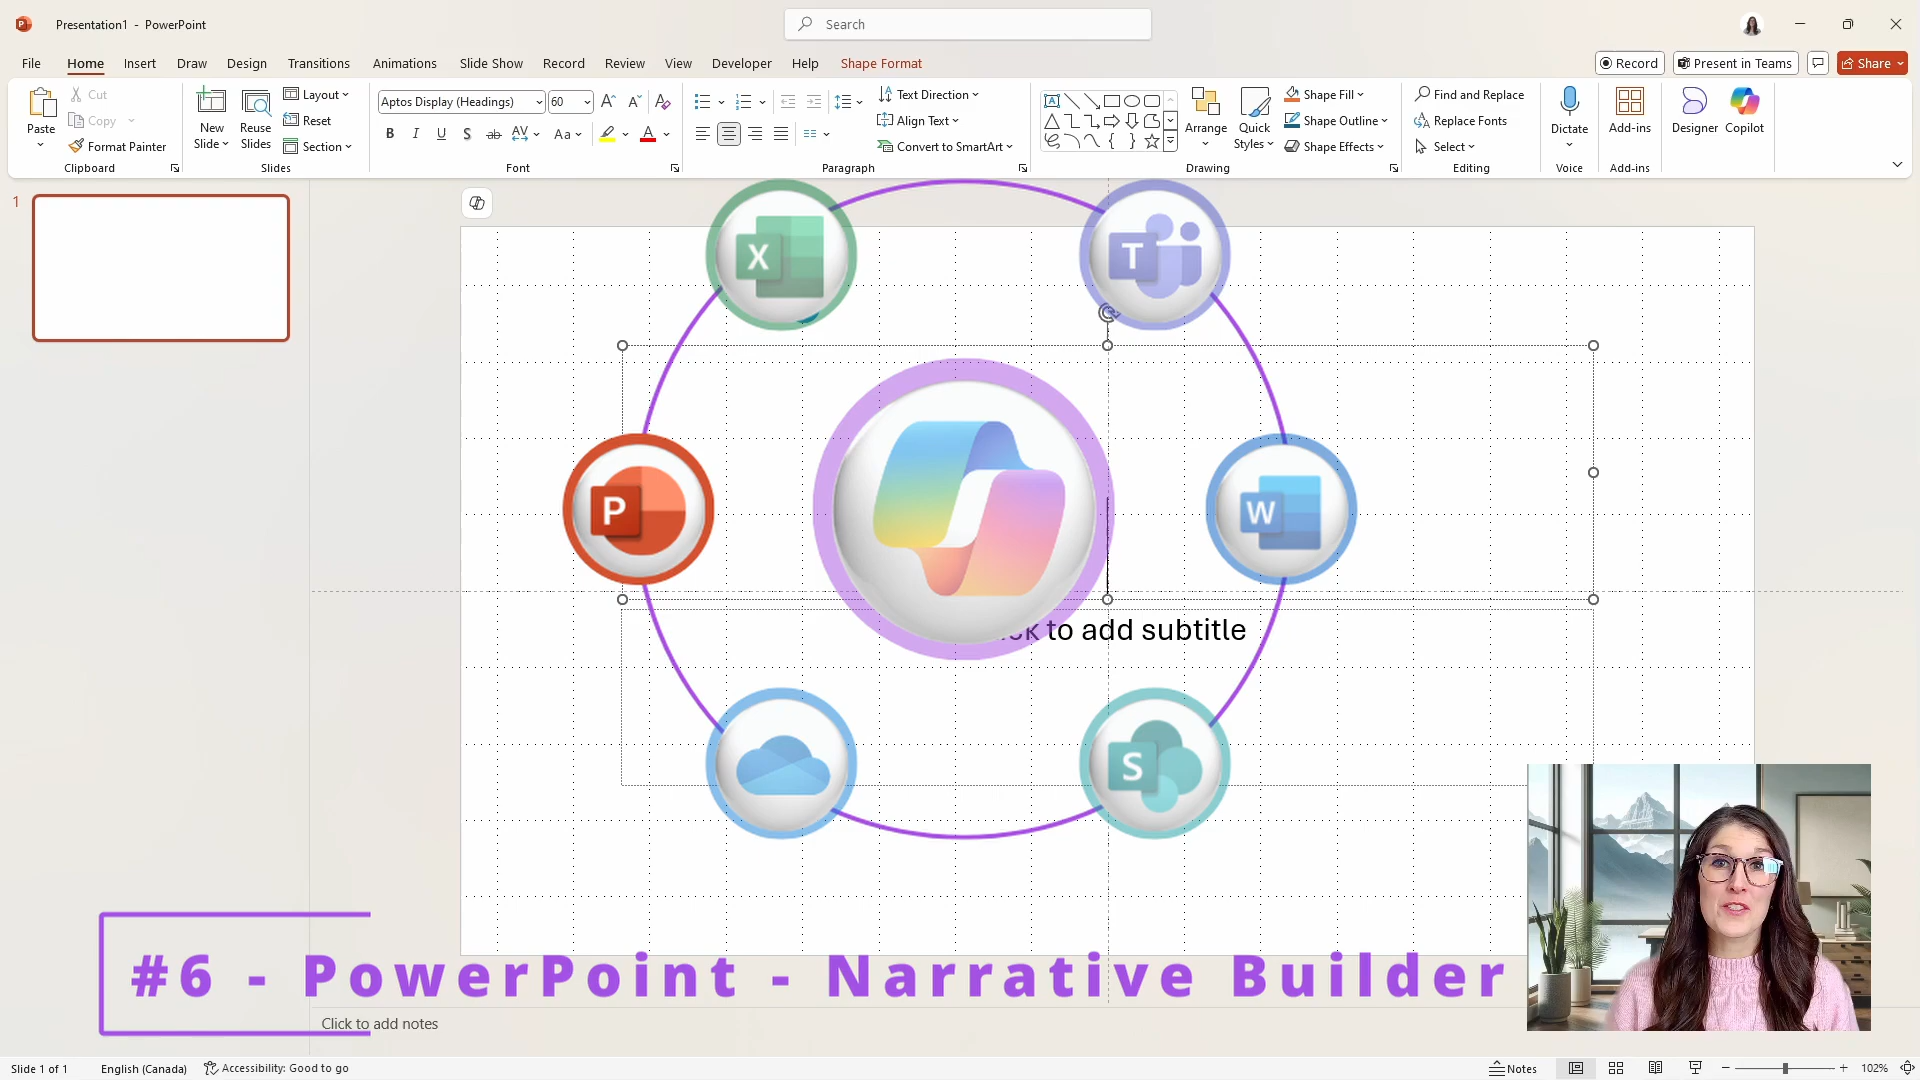 Presentation1 - PowerPoint
Search
File Home Insert Draw Design Transitions Animations Slide Show Record Review View Developer Help Shape Format
Record Present in Teams Share
Paste
Cut
Copy
Format Painter
Clipboard
New Slide
Reuse Slides
Layout
Reset
Section
Slides
Aptos Display (Headings) 60
B I U S ab AV Aa A
Font
Text Direction
Align Text
Convert to SmartArt
Paragraph
Arrange
Quick Styles
Shape Fill
Shape Outline
Shape Effects
Drawing
Find and Replace
Replace Fonts
Select
Editing
Dictate
Voice
Add-ins
Add-ins
Designer
Copilot
1
X
T
P
W
to add subtitle
S
#6 - PowerPoint - Narrative Builder
Click to add notes
Slide 1 of 1 English (Canada) Accessibility: Good to go Notes 102%